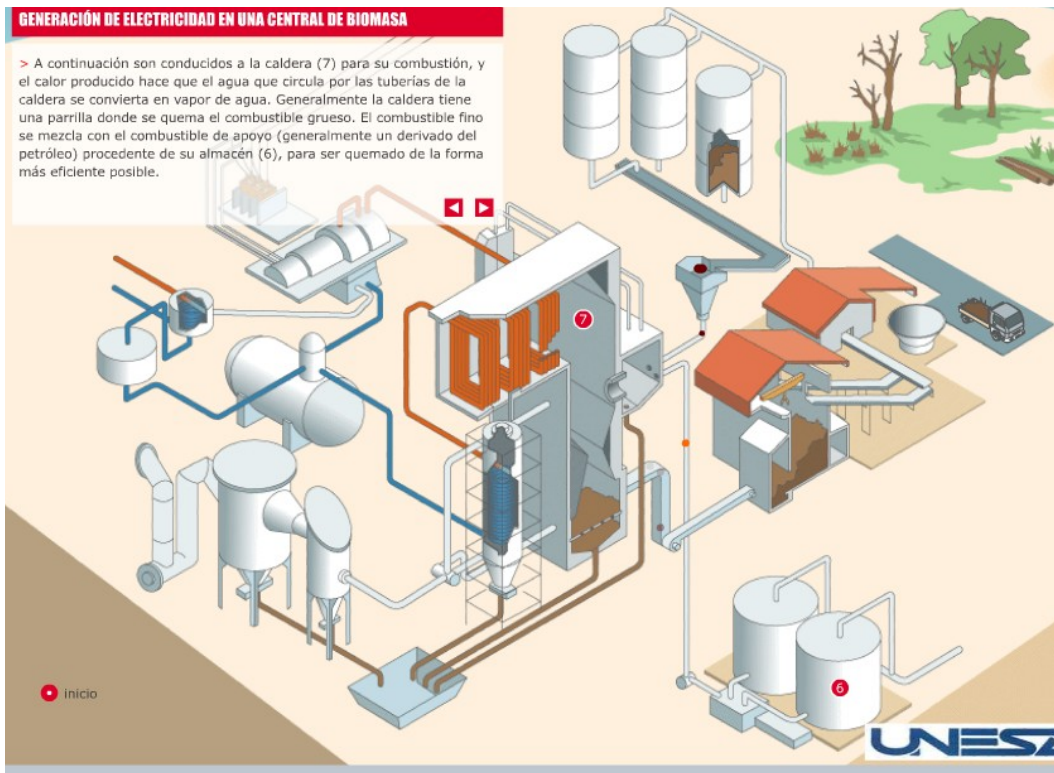 GENERACIÓN DE ELECTRICIDAD EN UNA CENTRAL DE BIOMASA
> A continuación son conducidos a la caldera (7) para su combustión, y
el calor producido hace que el agua que circula por las tuberías de la
caldera se convierta en vapor de agua. Generalmente la caldera tiene
una parrilla donde se quema el combustible grueso. El combustible fino
se mezcla con el combustible de apoyo (generalmente un derivado del
petróleo) procedente de su almacén (6), para ser quemado de la forma
más eficiente posible.
7
6
inicio
UNESA